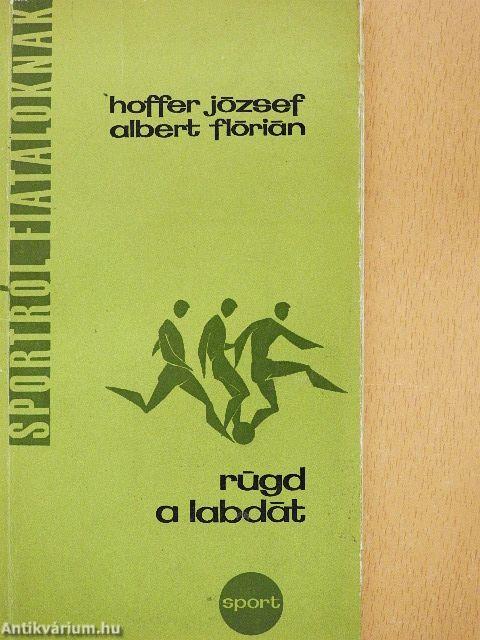 SPORTRÓL FIATALOKNAK
hoffer józsef
albert flórián
rúgd
a labdát
sport
Antikvárium.hu